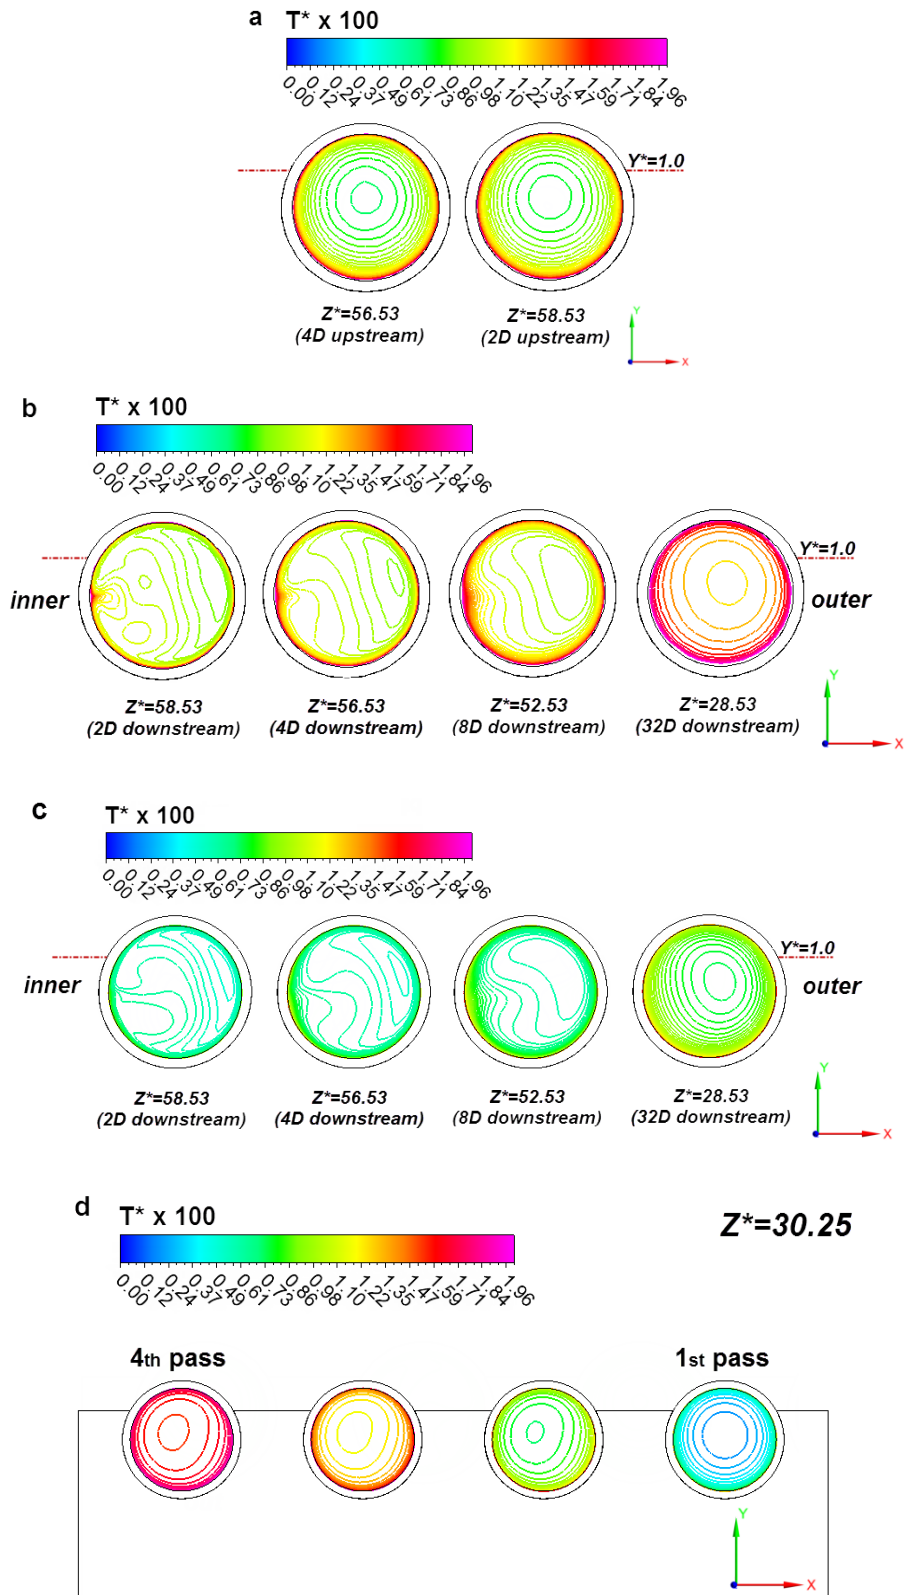 a T* x 100
0.00 0.12 0.24 0.37 0.49 0.61 0.73 0.86 0.98 1.10 1.22 1.35 1.47 1.59 1.71 1.84 1.96
Y*=1.0
Z*=56.53 Z*=58.53
(4D upstream) (2D upstream)
Y
X
b T* x 100
0.00 0.12 0.24 0.37 0.49 0.61 0.73 0.86 0.98 1.10 1.22 1.35 1.47 1.59 1.71 1.84 1.96
Y*=1.0
inner outer
Z*=58.53 Z*=56.53 Z*=52.53 Z*=28.53
(2D downstream) (4D downstream) (8D downstream) (32D downstream)
Y
X
c T* x 100
0.00 0.12 0.24 0.37 0.49 0.61 0.73 0.86 0.98 1.10 1.22 1.35 1.47 1.59 1.71 1.84 1.96
Y*=1.0
inner outer
Z*=58.53 Z*=56.53 Z*=52.53 Z*=28.53
(2D downstream) (4D downstream) (8D downstream) (32D downstream)
Y
X
d T* x 100 Z*=30.25
0.00 0.12 0.24 0.37 0.49 0.61 0.73 0.86 0.98 1.10 1.22 1.35 1.47 1.59 1.71 1.84 1.96
4th pass 1st pass
Y
X